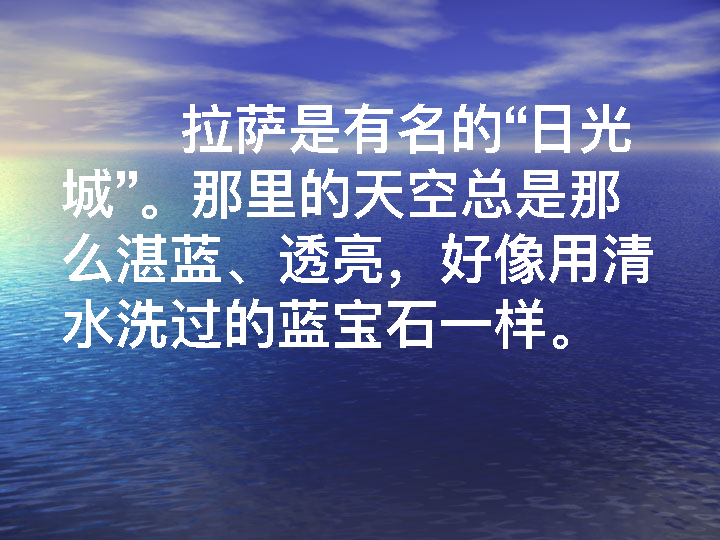 拉萨是有名的“日光
城”。那里的天空总是那
么湛蓝、透亮，好像用清
水洗过的蓝宝石一样。